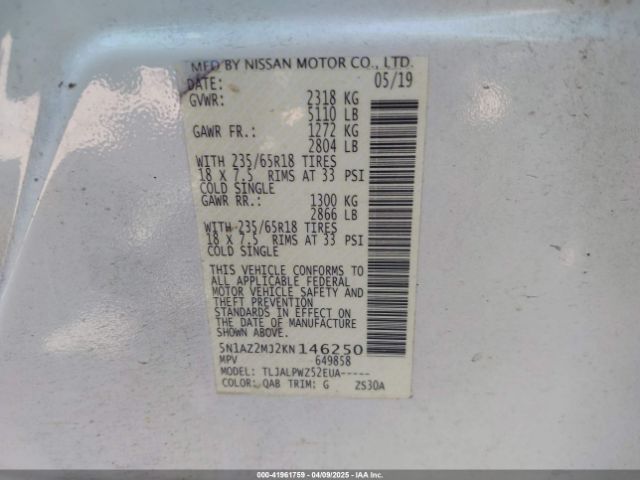 MFD BY NISSAN MOTOR CO., LTD.
DATE: 05/19
GVWR: 2318 KG
5110 LB
GAWR FR.: 1272 KG
2804 LB
WITH 235/65R18 TIRES
18 X 7.5 RIMS AT 33 PSI
COLD SINGLE
GAWR RR.: 1300 KG
2866 LB
WITH 235/65R18 TIRES
18 X 7.5 RIMS AT 33 PSI
COLD SINGLE
THIS VEHICLE CONFORMS TO
ALL APPLICABLE FEDERAL
MOTOR VEHICLE SAFETY AND
THEFT PREVENTION
STANDARDS IN EFFECT ON
THE DATE OF MANUFACTURE
SHOWN ABOVE.
5N1AZ2MJ2KN146250
MPV 649858
MODEL: TLJALPWZ52EUA-----
COLOR: QAB TRIM: G ZS30A
000-41961759 04/09/2025 - IAAI.COM